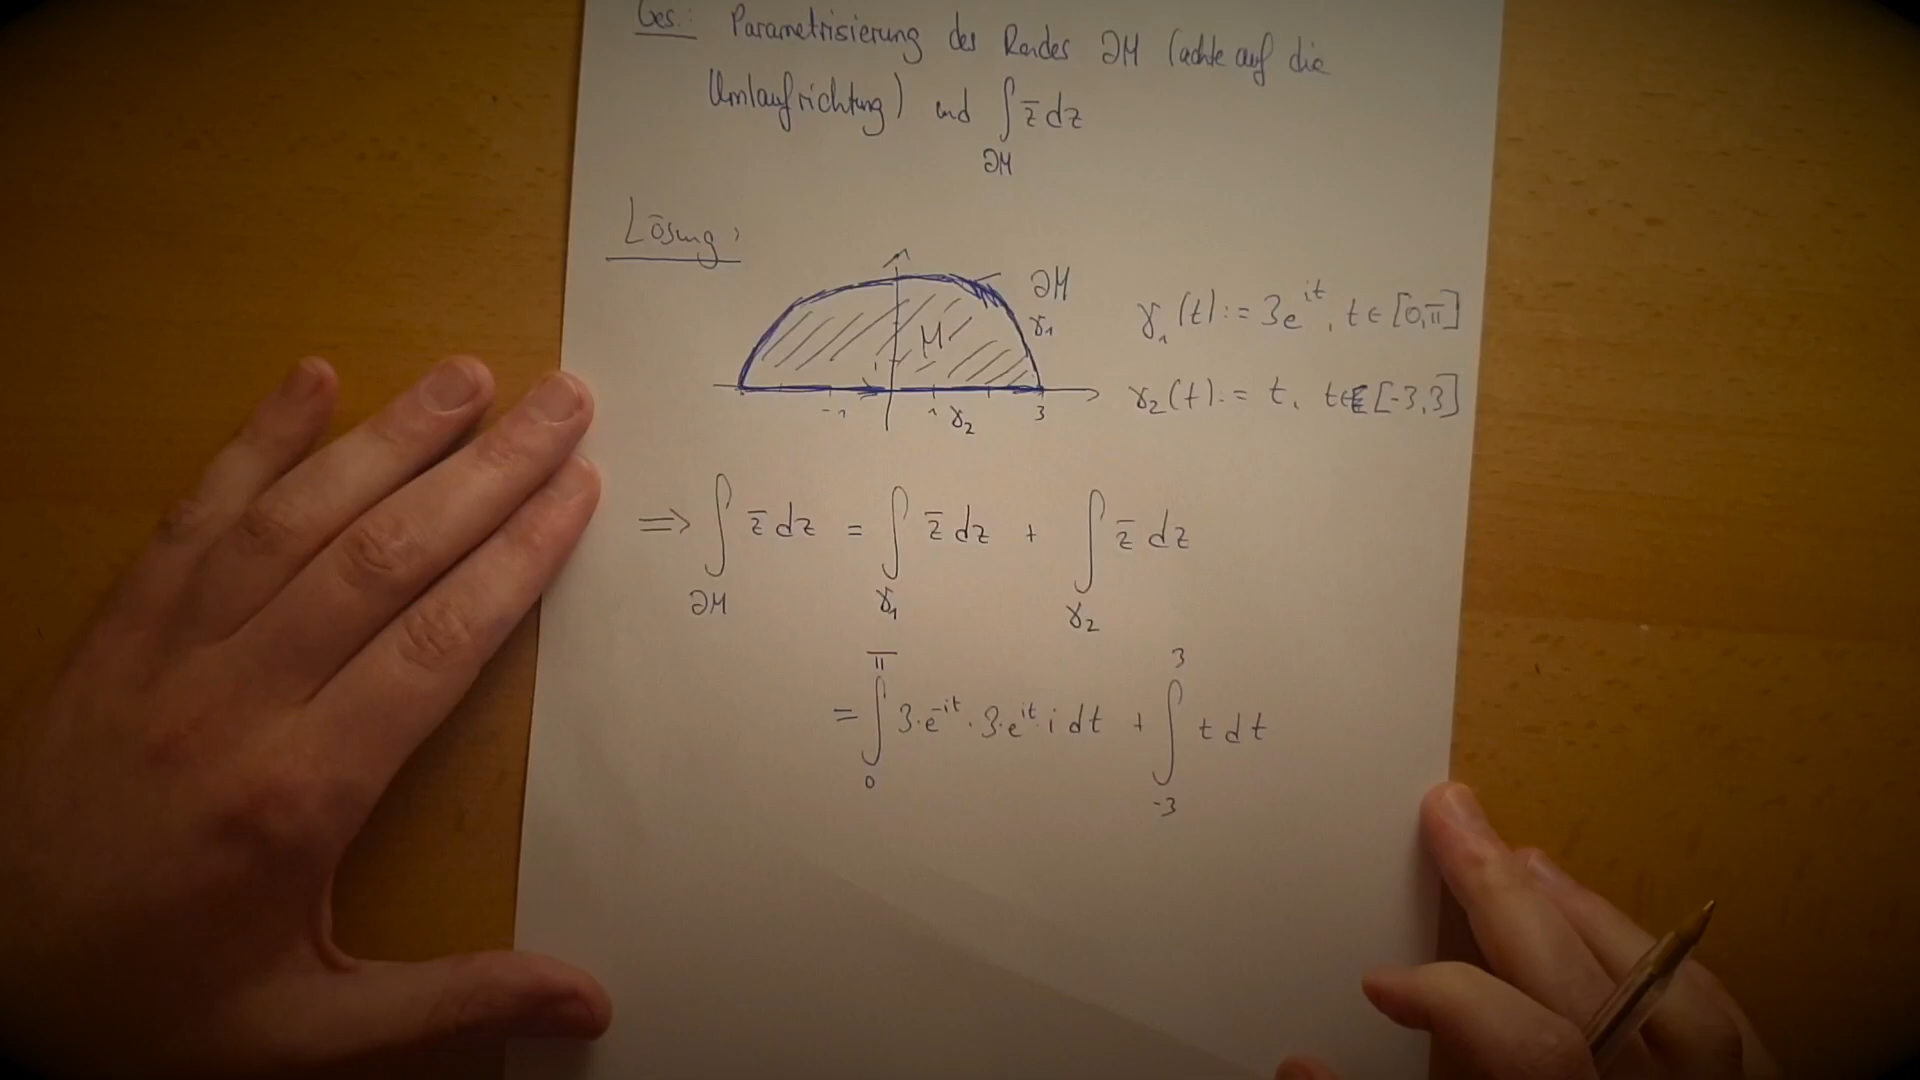 Ges.: Parametrisierung des Randes ∂M (achte auf die
Umlaufrichtung) und ∫ z̄ dz
∂M
Lösung:
∂M
γ₁
M
i
-1 1 3
γ₂
γ₁(t) := 3e^{it}, t ∈ [0,π]
γ₂(t) := t, t ∈ [-3,3]
⇒ ∫ z̄ dz = ∫ z̄ dz + ∫ z̄ dz
∂M γ₁ γ₂
π 3
= ∫ 3·e^{-it} · 3·e^{it}·i dt + ∫ t dt
0 -3